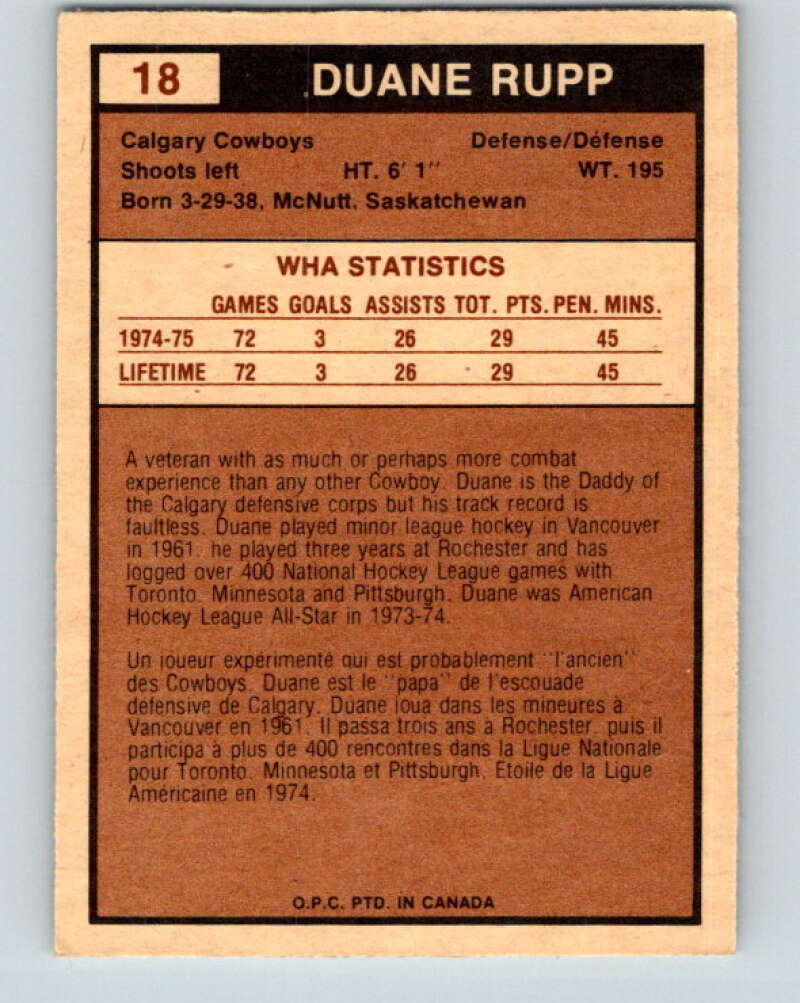 18 DUANE RUPP
Calgary Cowboys Defense/Défense
Shoots left HT. 6' 1" WT. 195
Born 3-29-38, McNutt, Saskatchewan
WHA STATISTICS
GAMES GOALS ASSISTS TOT. PTS. PEN. MINS.
1974-75 72 3 26 29 45
LIFETIME 72 3 26 29 45
A veteran with as much or perhaps more combat
experience than any other Cowboy. Duane is the Daddy of
the Calgary defensive corps but his track record is
faultless. Duane played minor league hockey in Vancouver
in 1961. he played three years at Rochester and has
logged over 400 National Hockey League games with
Toronto. Minnesota and Pittsburgh. Duane was American
Hockey League All-Star in 1973-74.
Un joueur expérimenté qui est probablement "l'ancien"
des Cowboys. Duane est le "papa" de l'escouade
défensive de Calgary. Duane joua dans les mineures à
Vancouver en 1961. Il passa trois ans à Rochester, puis il
participa à plus de 400 rencontres dans la Ligue Nationale
pour Toronto. Minnesota et Pittsburgh. Etoile de la Ligue
Américaine en 1974.
O.P.C. PTD. IN CANADA